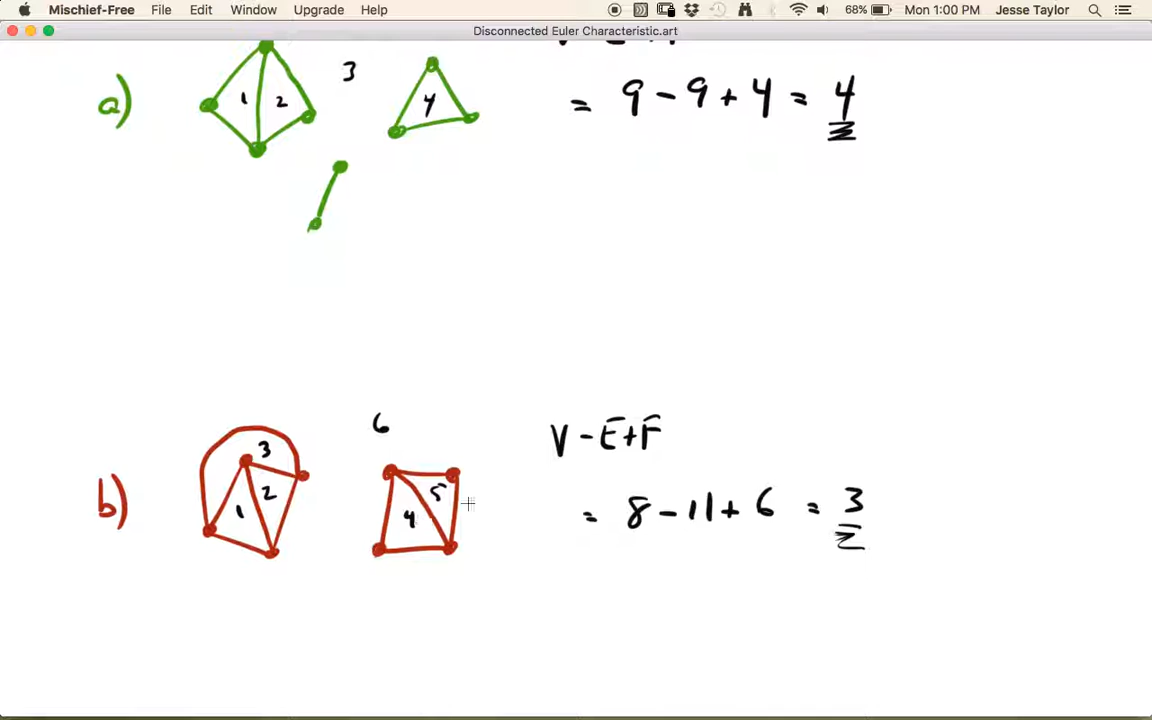 Mischief-Free File Edit Window Upgrade Help 68% Mon 1:00 PM Jesse Taylor
Disconnected Euler Characteristic.art
a) 1 2 3 4
= 9 - 9 + 4 = 4
b) 1 2 3 4 5 6
V - E + F
= 8 - 11 + 6 = 3